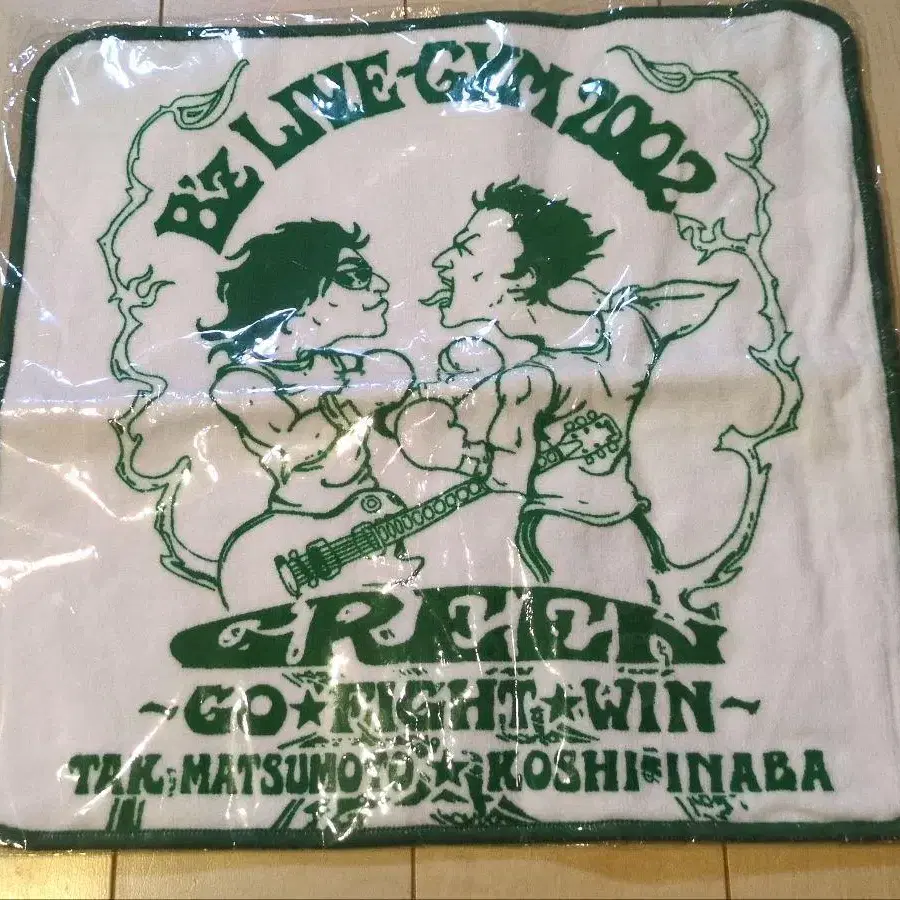 B'z LIVE-GYM 2002
GREEN
~GO★FIGHT★WIN~
TAK MATSUMOTO ★ KOSHI INABA